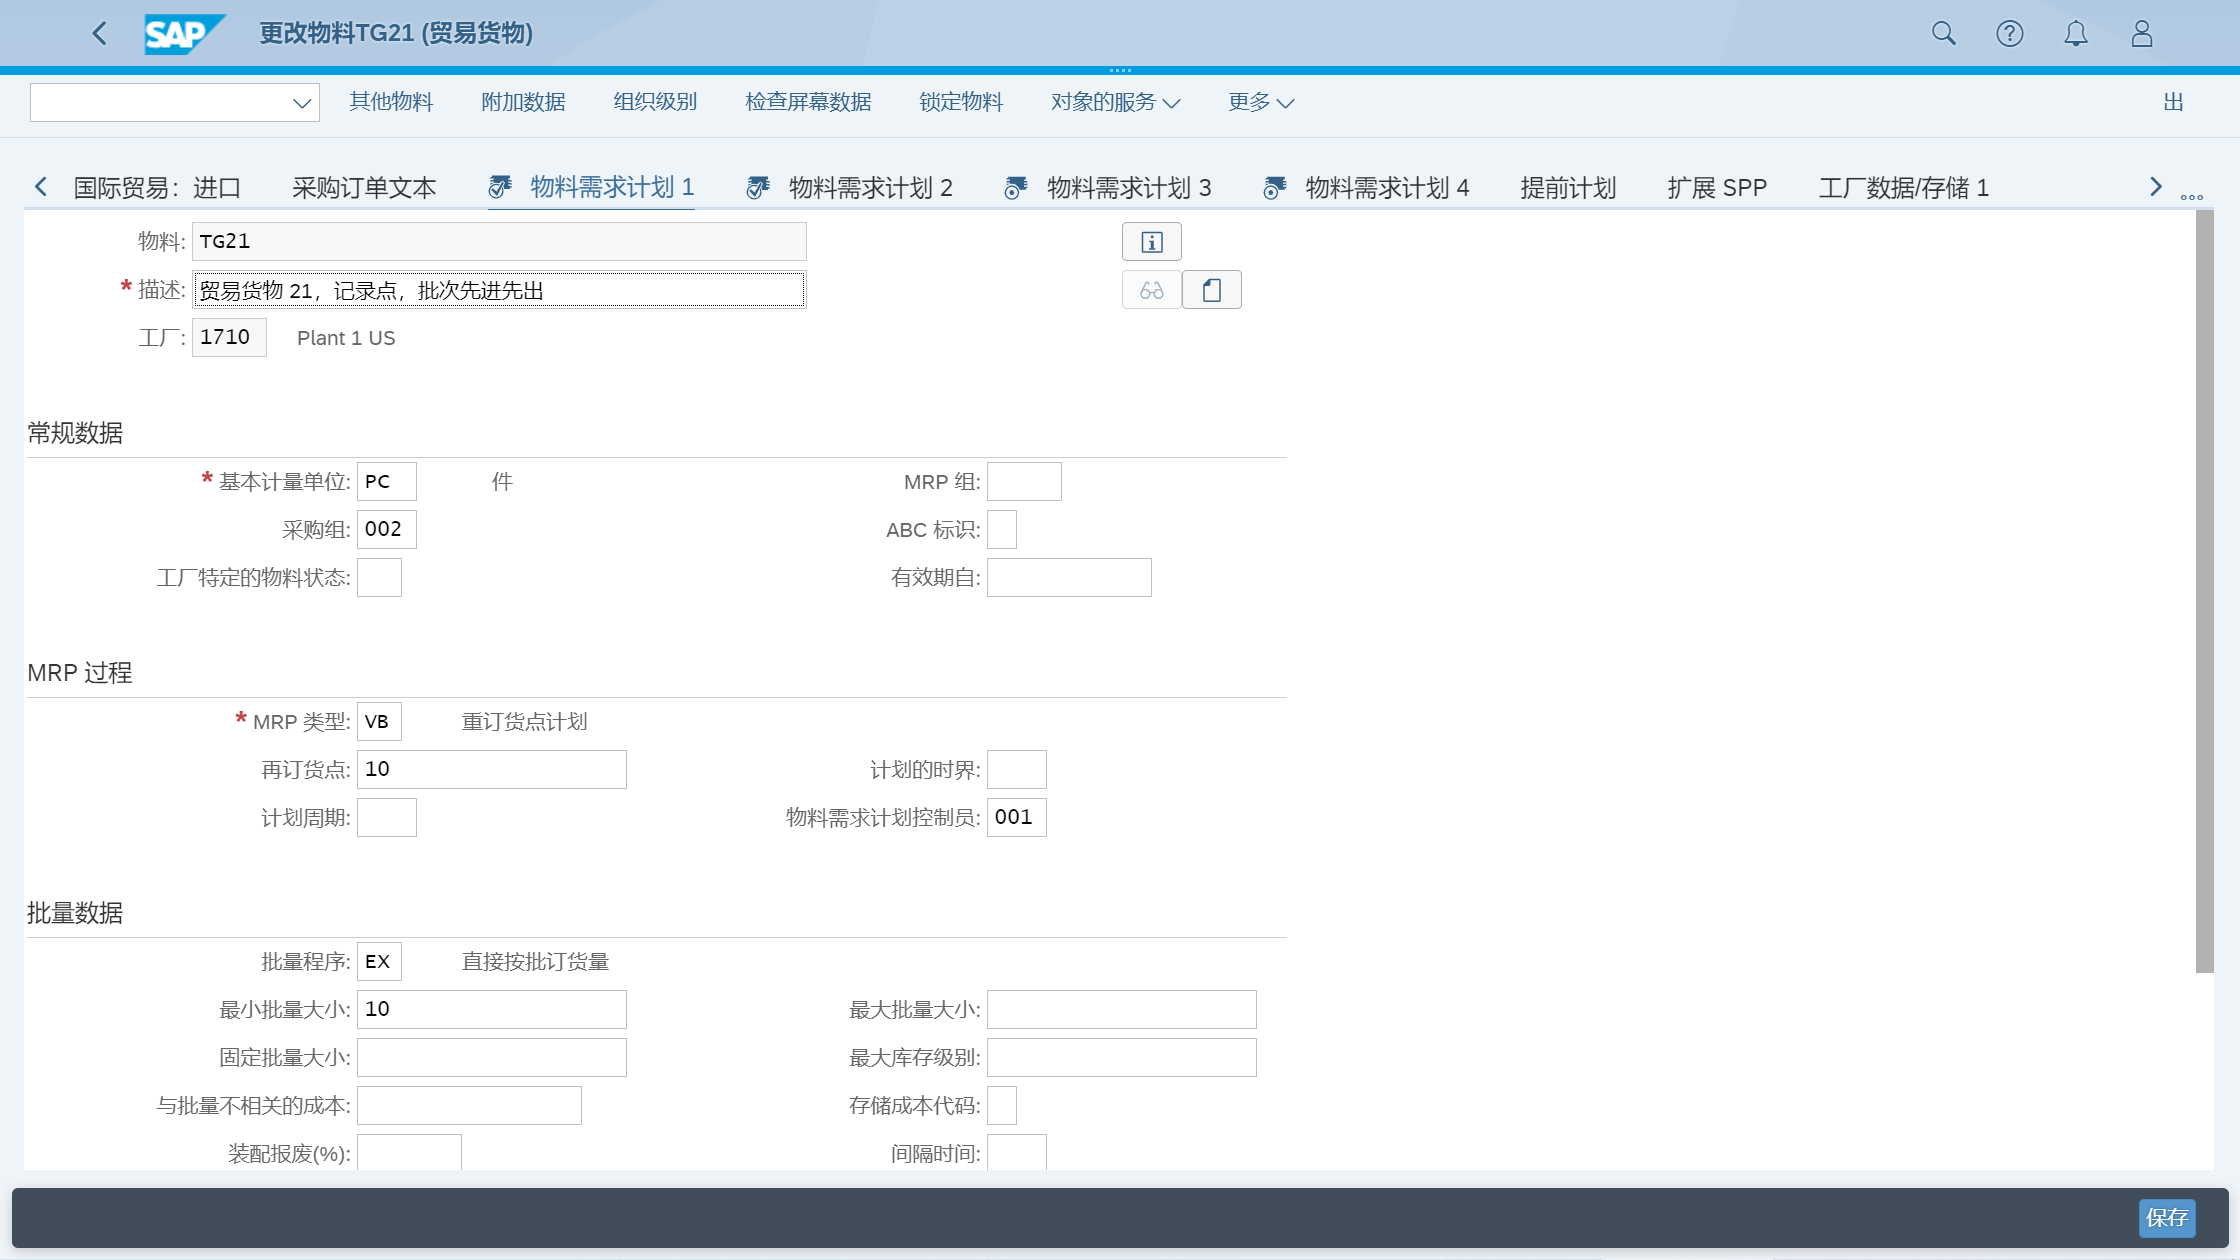 SAP 更改物料TG21 (贸易货物)
其他物料 附加数据 组织级别 检查屏幕数据 锁定物料 对象的服务 更多 出
国际贸易：进口 采购订单文本 物料需求计划 1 物料需求计划 2 物料需求计划 3 物料需求计划 4 提前计划 扩展 SPP 工厂数据/存储 1
物料: TG21
* 描述: 贸易货物 21，记录点，批次先进先出
工厂: 1710 Plant 1 US
常规数据
* 基本计量单位: PC 件 MRP 组:
采购组: 002 ABC 标识:
工厂特定的物料状态: 有效期自:
MRP 过程
* MRP 类型: VB 重订货点计划
再订货点: 10 计划的时界:
计划周期: 物料需求计划控制员: 001
批量数据
批量程序: EX 直接按批订货量
最小批量大小: 10 最大批量大小:
固定批量大小: 最大库存级别:
与批量不相关的成本: 存储成本代码:
装配报废(%): 间隔时间:
保存